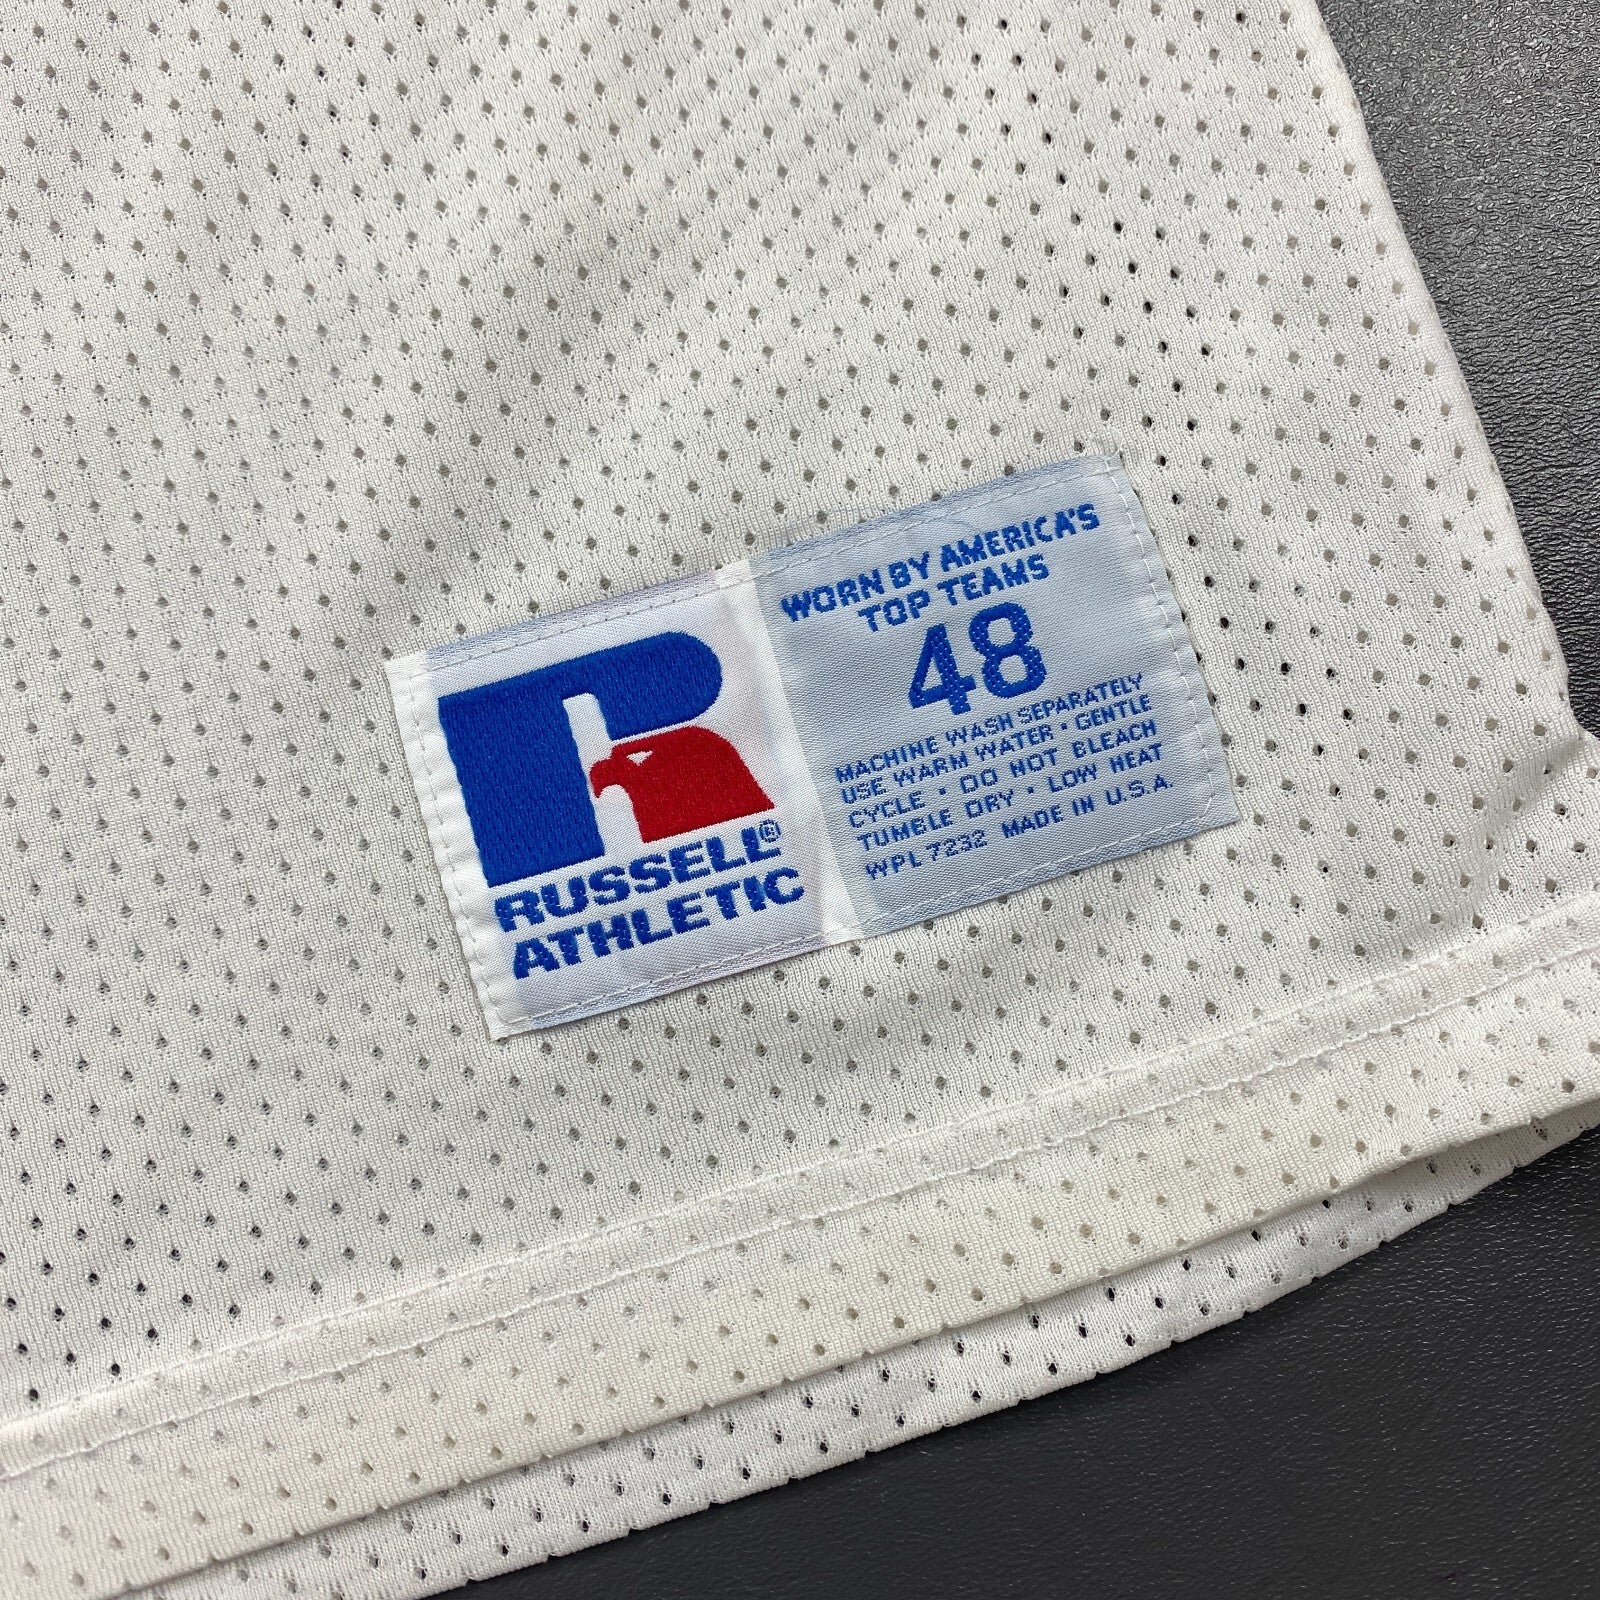 RUSSELL®
ATHLETIC
WORN BY AMERICA'S
TOP TEAMS
48
MACHINE WASH SEPARATELY
USE WARM WATER · GENTLE
CYCLE · DO NOT BLEACH
TUMBLE DRY · LOW HEAT
WPL 7232 MADE IN U.S.A.